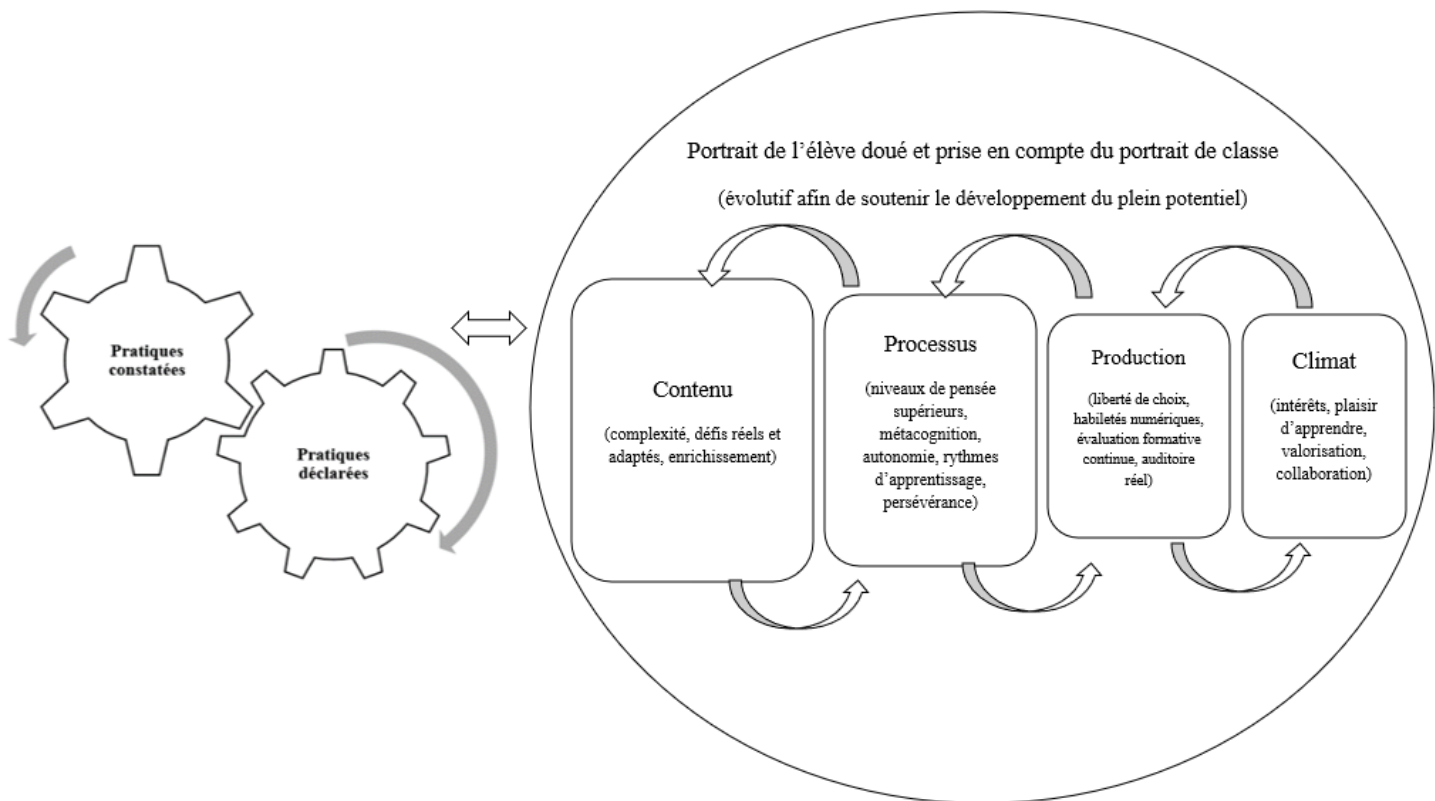 Portrait de l’élève doué et prise en compte du portrait de classe
(évolutif afin de soutenir le développement du plein potentiel)
Pratiques
constatées
Pratiques
déclarées
Contenu
(complexité, défis réels et
adaptés, enrichissement)
Processus
(niveaux de pensée
supérieurs,
métacognition,
autonomie, rythmes
d’apprentissage,
persévérance)
Production
(liberté de choix,
habiletés numériques,
évaluation formative
continue, auditoire
réel)
Climat
(intérêts, plaisir
d’apprendre,
valorisation,
collaboration)